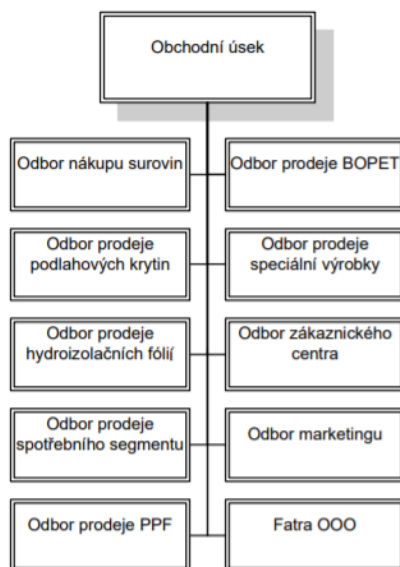 Obchodní úsek
Odbor nákupu surovin
Odbor prodeje BOPET
Odbor prodeje
podlahových krytin
Odbor prodeje
speciální výrobky
Odbor prodeje
hydroizolačních fólií
Odbor zákaznického
centra
Odbor prodeje
spotřebního segmentu
Odbor marketingu
Odbor prodeje PPF
Fatra OOO